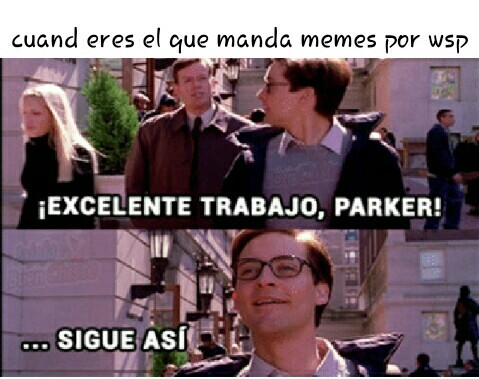 cuand eres el que manda memes por wsp
¡EXCELENTE TRABAJO, PARKER!
... SIGUE ASÍ